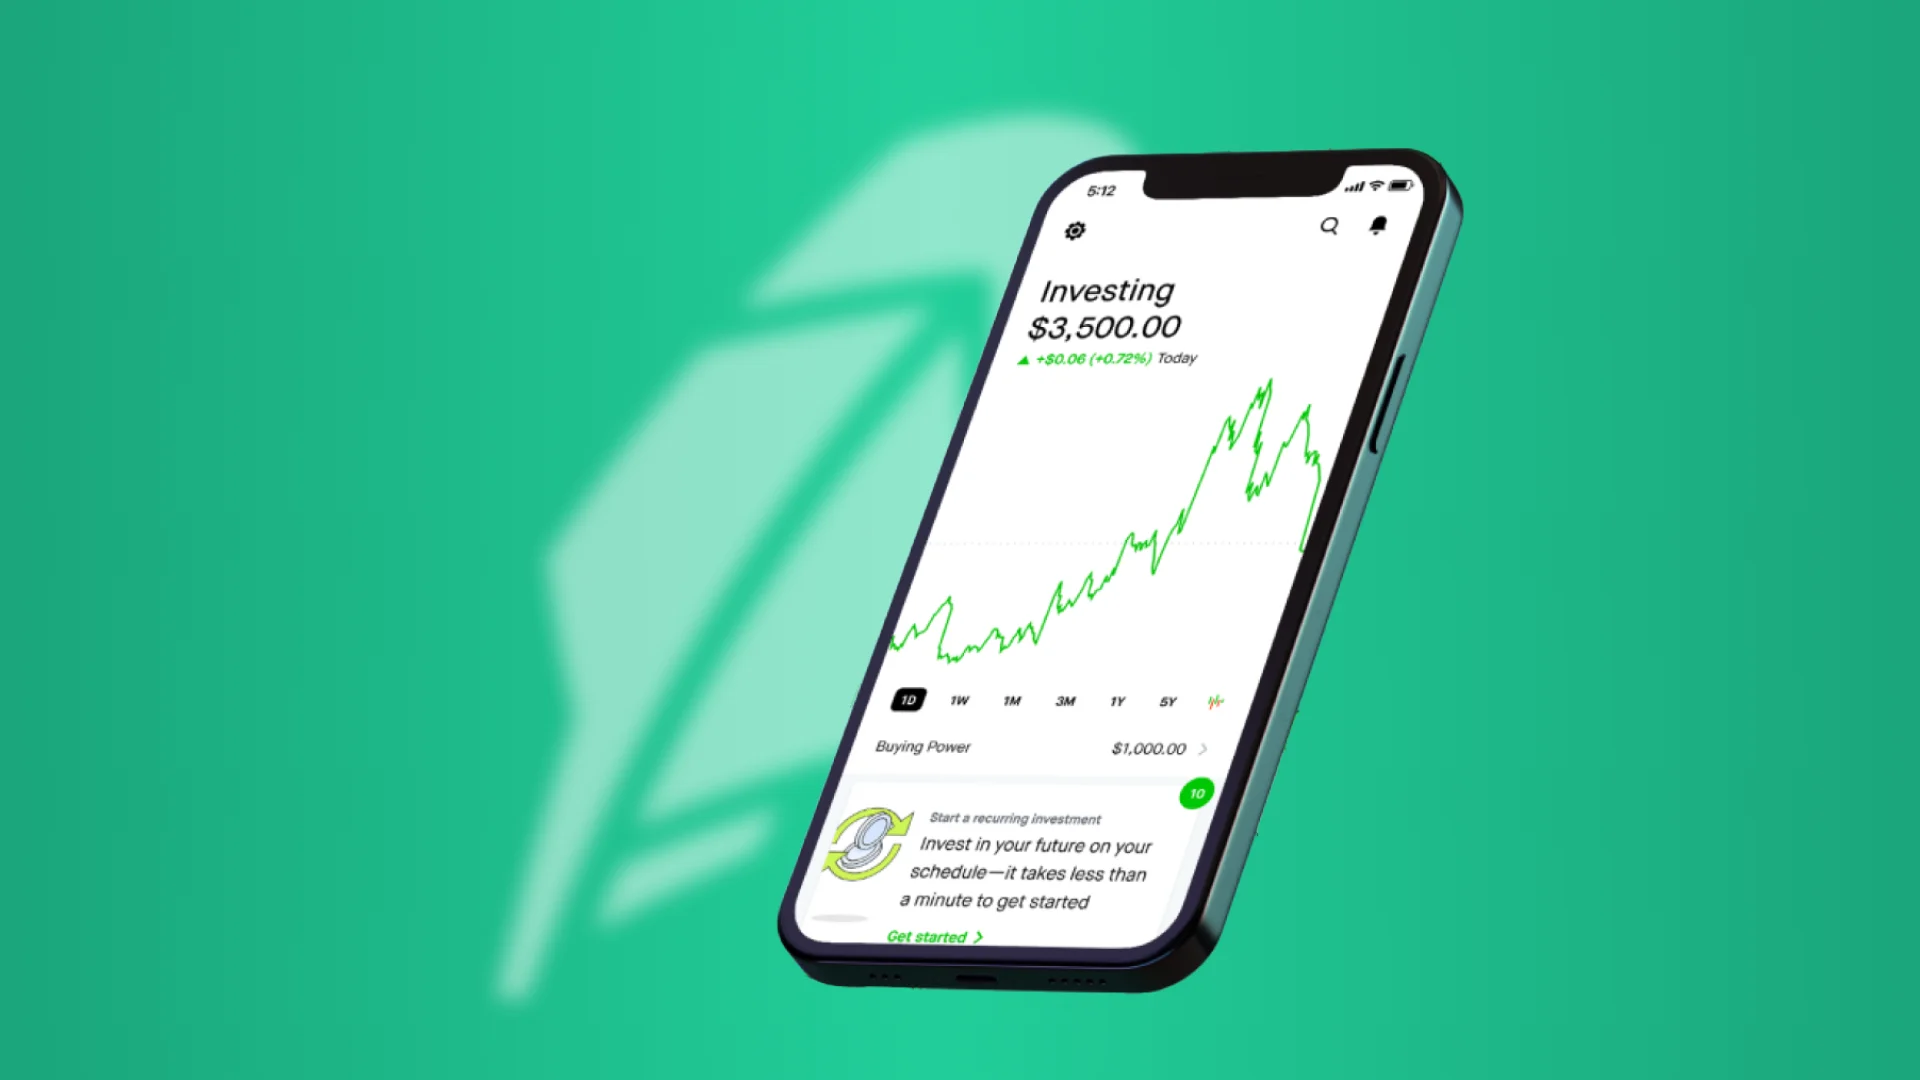 5:12
Investing
$3,500.00
+$0.06 (+0.72%) Today
1D 1W 1M 3M 1Y 5Y
Buying Power $1,000.00
10
Start a recurring investment
Invest in your future on your
schedule—it takes less than
a minute to get started
Get started